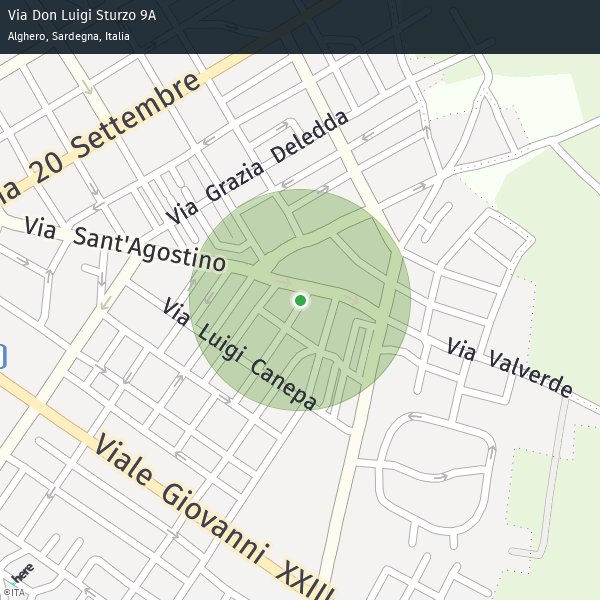 Via Don Luigi Sturzo 9A
Alghero, Sardegna, Italia
ia 20 Settembre
Via Grazia Deledda
Via Sant'Agostino
Via Luigi Canepa
Via Valverde
Viale Giovanni XXIII
here
©ITA